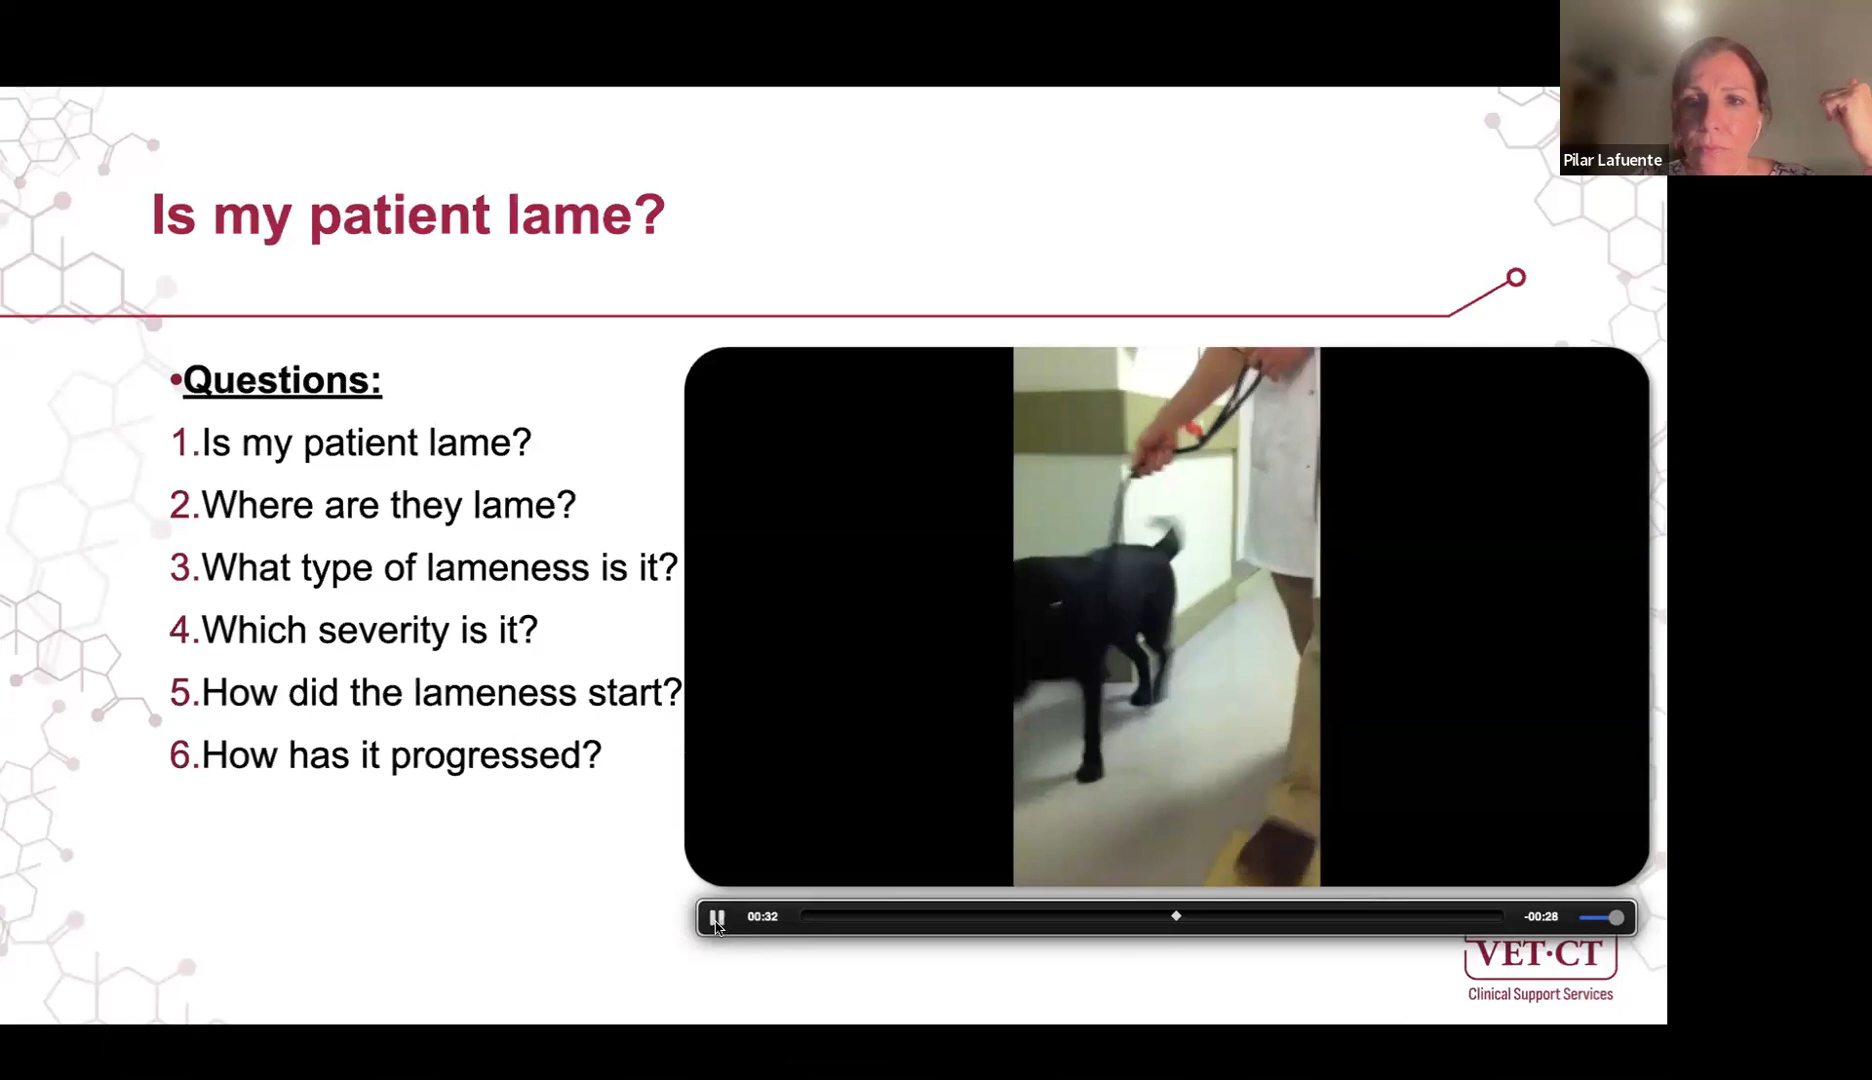 Pilar Lafuente
Is my patient lame?
•Questions:
1.Is my patient lame?
2.Where are they lame?
3.What type of lameness is it?
4.Which severity is it?
5.How did the lameness start?
6.How has it progressed?
00:32
-00:28
VET·CT
Clinical Support Services